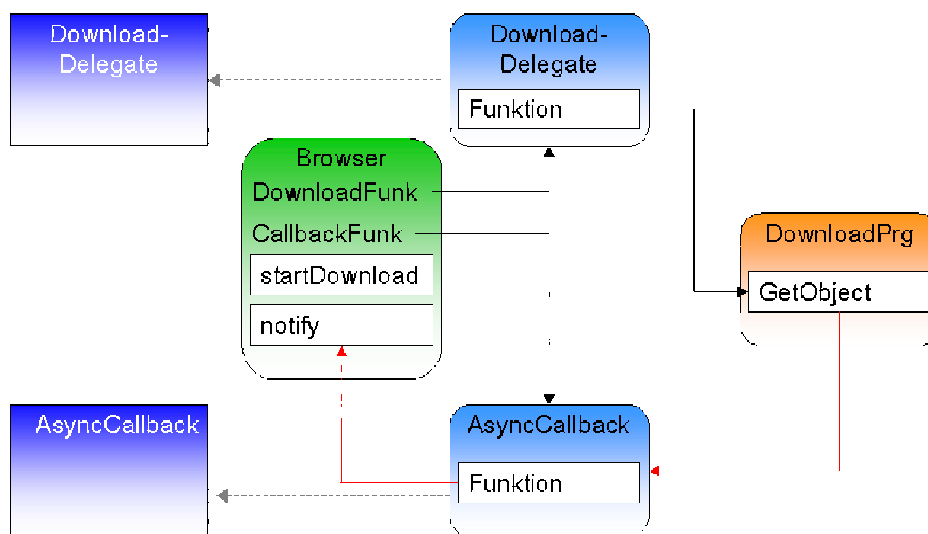 Download-
Delegate
Download-
Delegate
Funktion
Browser
DownloadFunk
CallbackFunk
startDownload
notify
DownloadPrg
GetObject
AsyncCallback
AsyncCallback
Funktion